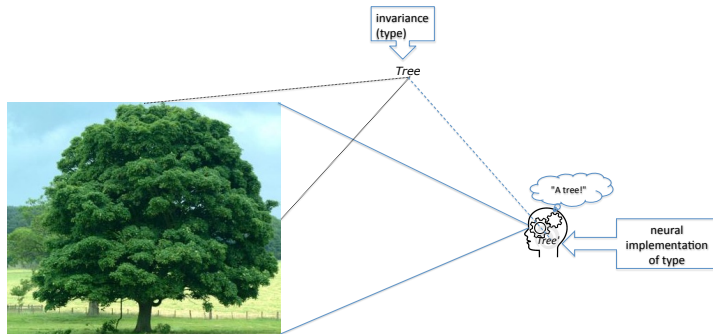 invariance
(type)
Tree
"A tree!"
Tree'
neural
implementation
of type